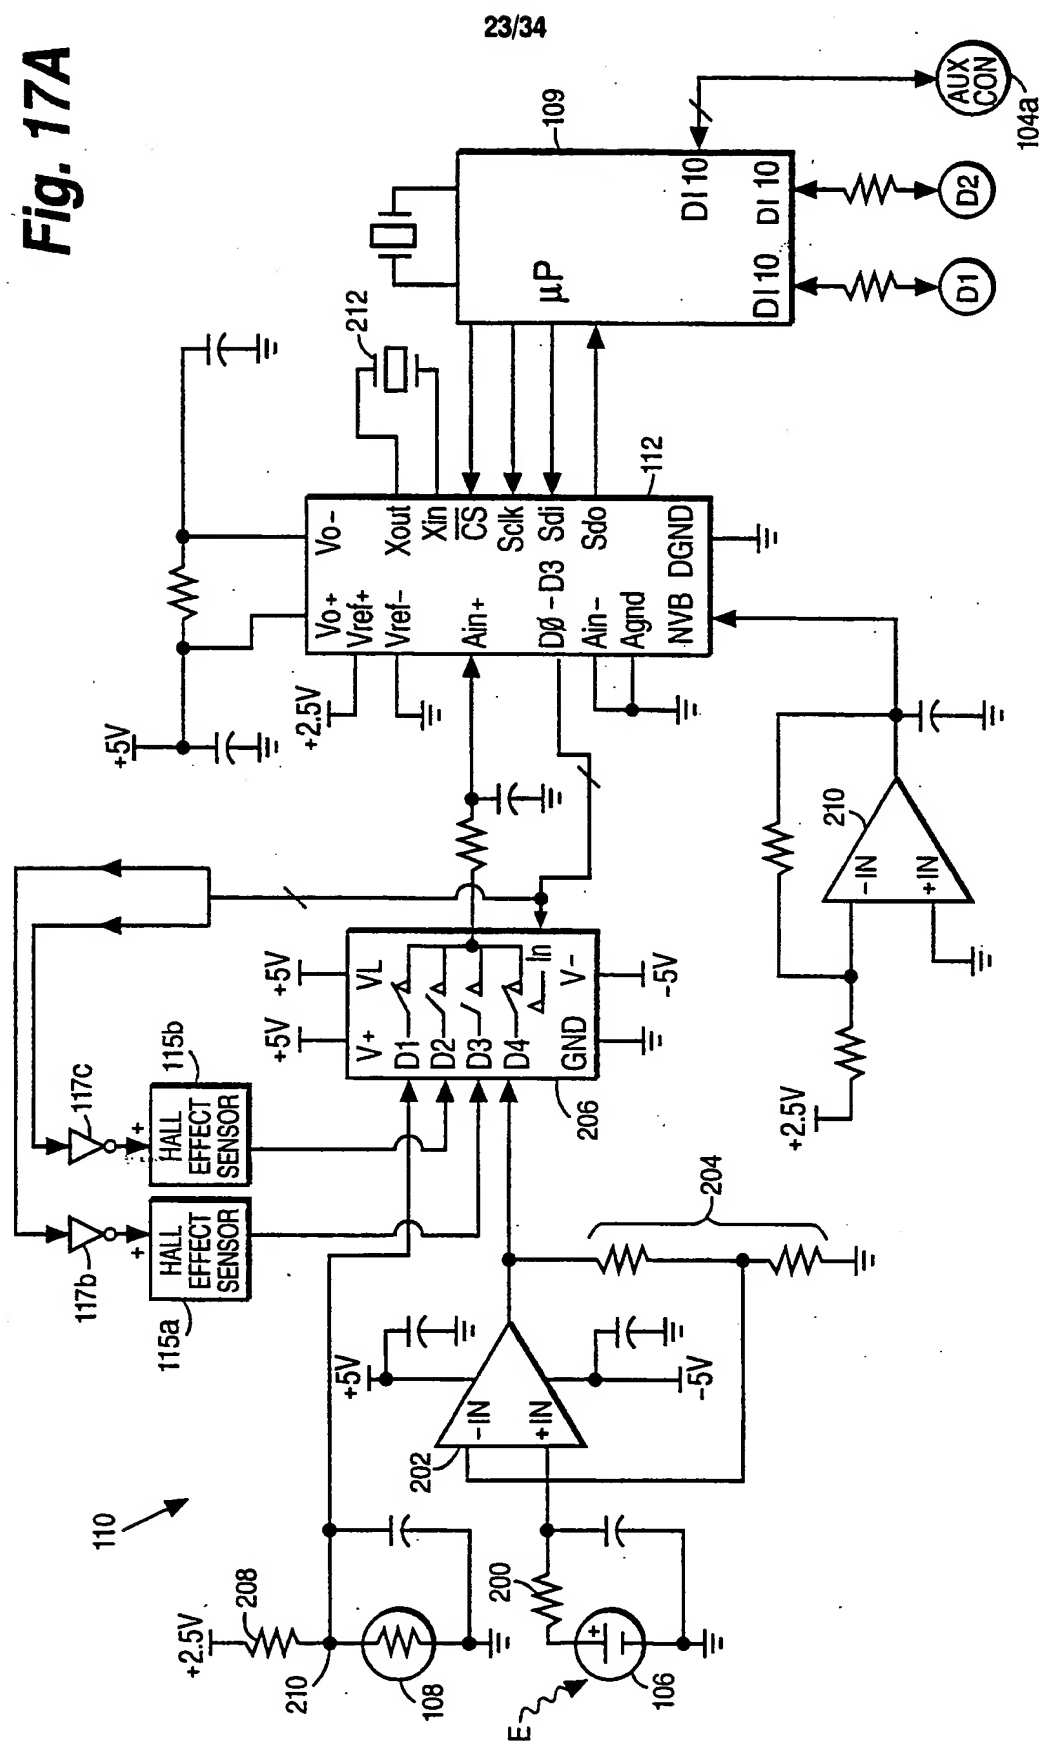 23/34
Fig. 17A
110
+2.5V
208
210
108
E
200
106
+
202
-IN
+IN
+5V
-5V
204
117b
117c
+
+
115a
HALL
EFFECT
SENSOR
115b
HALL
EFFECT
SENSOR
+5V
+5V
V+
VL
D1
D2
D3
D4
In
GND
V-
-5V
206
+2.5V
-IN
+IN
210
+5V
+2.5V
Vo+
Vo-
Vref+
Vref-
Xout
Xin
Ain+
CS
Sclk
DØ-D3
Sdi
Ain-
Sdo
Agnd
NVB
DGND
112
212
109
µP
DI 10
DI 10
DI 10
D1
D2
AUX
CON
104a